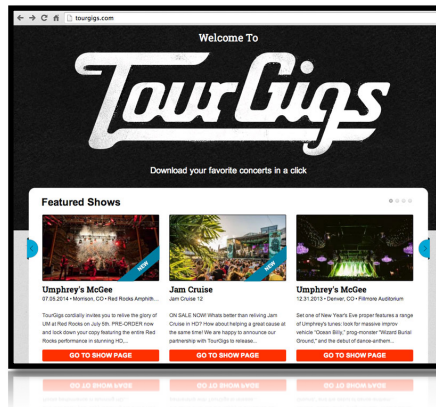 tourgigs.com
Welcome To
TourGigs
Download your favorite concerts in a click
Featured Shows
NEW
NEW
Umphrey's McGee
07.05.2014 • Morrison, CO • Red Rocks Amphith...
TourGigs cordially invites you to relive the glory of
UM at Red Rocks on July 5th. PRE-ORDER now
and lock down your copy featuring the entire Red
Rocks performance in stunning HD,...
GO TO SHOW PAGE
Jam Cruise
Jam Cruise 12
ON SALE NOW! Whats better than reliving Jam
Cruise in HD? How about helping a great cause at
the same time! We are happy to announce our
partnership with TourGigs to release...
GO TO SHOW PAGE
Umphrey's McGee
12.31.2013 • Denver, CO • Fillmore Auditorium
Set one of New Year's Eve proper features a range
of Umphrey's tunes: look for massive improv
vehicle "Ocean Billy," prog-monster "Wizard Burial
Ground," and the debut of dance-anthem...
GO TO SHOW PAGE